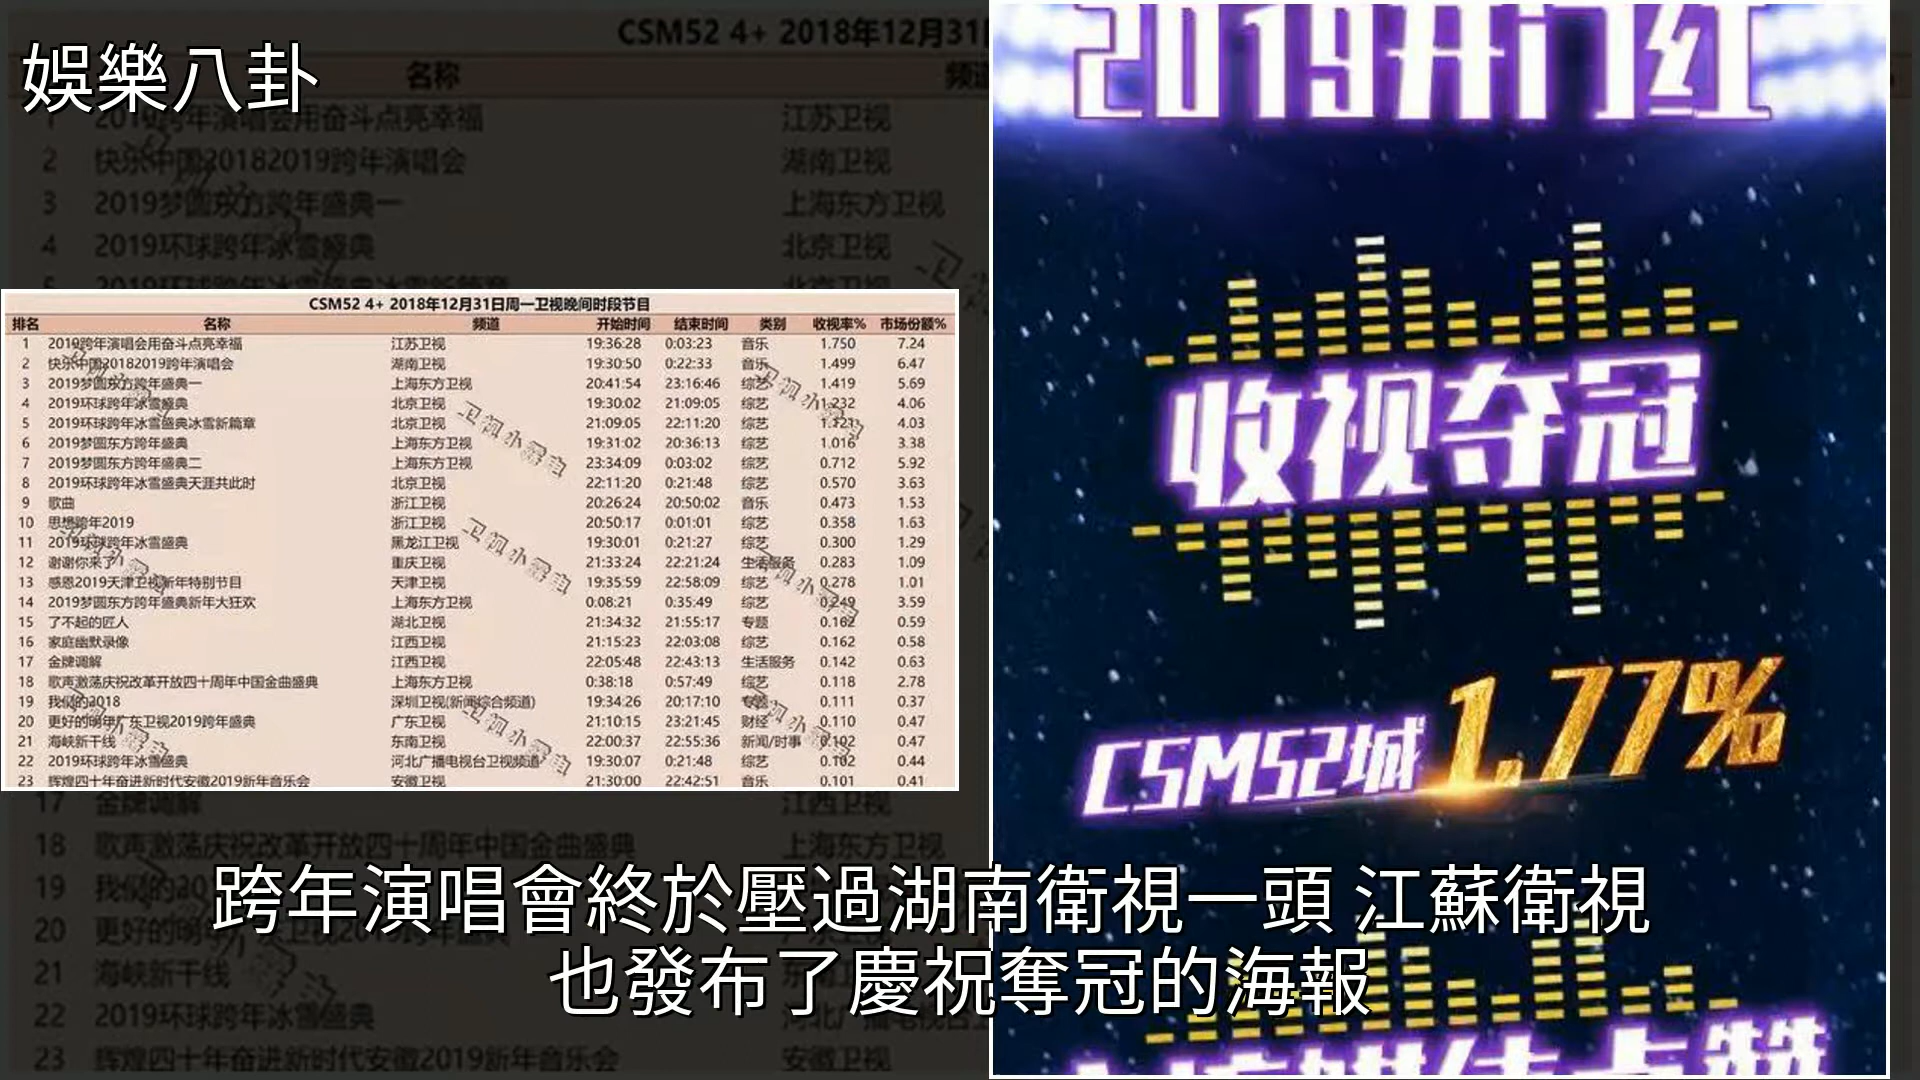 娛樂八卦
CSM52 4+ 2018年12月31日周一卫视晚间时段节目
排名 名称 频道 开始时间 结束时间 类别 收视率% 市场份额%
1 2019跨年演唱会用奋斗点亮幸福 江苏卫视 19:36:28 0:03:23 音乐 1.750 7.24
2 快乐中国20182019跨年演唱会 湖南卫视 19:30:50 0:22:33 音乐 1.499 6.47
3 2019梦圆东方跨年盛典一 上海东方卫视 20:41:54 23:16:46 综艺 1.419 5.69
4 2019环球跨年冰雪盛典 北京卫视 19:30:02 21:09:05 综艺 1.232 4.06
5 2019环球跨年冰雪盛典冰雪新篇章 北京卫视 21:09:05 22:11:20 综艺 1.121 4.03
6 2019梦圆东方跨年盛典 上海东方卫视 19:31:02 20:36:13 综艺 1.016 3.38
7 2019梦圆东方跨年盛典二 上海东方卫视 23:34:09 0:03:02 综艺 0.712 5.92
8 2019环球跨年冰雪盛典天涯共此时 北京卫视 22:11:20 0:21:48 综艺 0.570 3.63
9 歌曲 浙江卫视 20:26:24 20:50:02 音乐 0.473 1.53
10 思想跨年2019 浙江卫视 20:50:17 0:01:01 综艺 0.358 1.63
11 2019环球跨年冰雪盛典 黑龙江卫视 19:30:01 0:21:27 综艺 0.300 1.29
12 谢谢你来了 重庆卫视 21:33:24 22:21:24 生活服务 0.283 1.09
13 感恩2019天津卫视新年特别节目 天津卫视 19:35:59 22:58:09 综艺 0.278 1.01
14 2019梦圆东方跨年盛典新年大狂欢 上海东方卫视 0:08:21 0:35:49 综艺 0.249 3.59
15 了不起的匠人 湖北卫视 21:34:32 21:55:17 专题 0.162 0.59
16 家庭幽默录像 江西卫视 21:15:23 22:03:08 综艺 0.162 0.58
17 金牌调解 江西卫视 22:05:48 22:43:13 生活服务 0.142 0.63
18 歌声激荡庆祝改革开放四十周年中国金曲盛典 上海东方卫视 0:38:18 0:57:49 综艺 0.118 2.78
19 我们的2018 深圳卫视(新闻综合频道) 19:34:26 20:17:10 专题 0.111 0.37
20 更好的明年广东卫视2019跨年盛典 广东卫视 21:10:15 23:21:45 财经 0.110 0.47
21 海峡新干线 东南卫视 22:00:37 22:55:36 新闻/时事 0.102 0.47
22 2019环球跨年冰雪盛典 河北广播电视台卫视频道 19:30:07 0:21:48 综艺 0.102 0.44
23 辉煌四十年奋进新时代安徽2019新年音乐会 安徽卫视 21:30:00 22:42:51 音乐 0.101 0.41
2019开门红
收视夺冠
CSM52城 1.77%
跨年演唱會終於壓過湖南衛視一頭 江蘇衛視
也發布了慶祝奪冠的海報